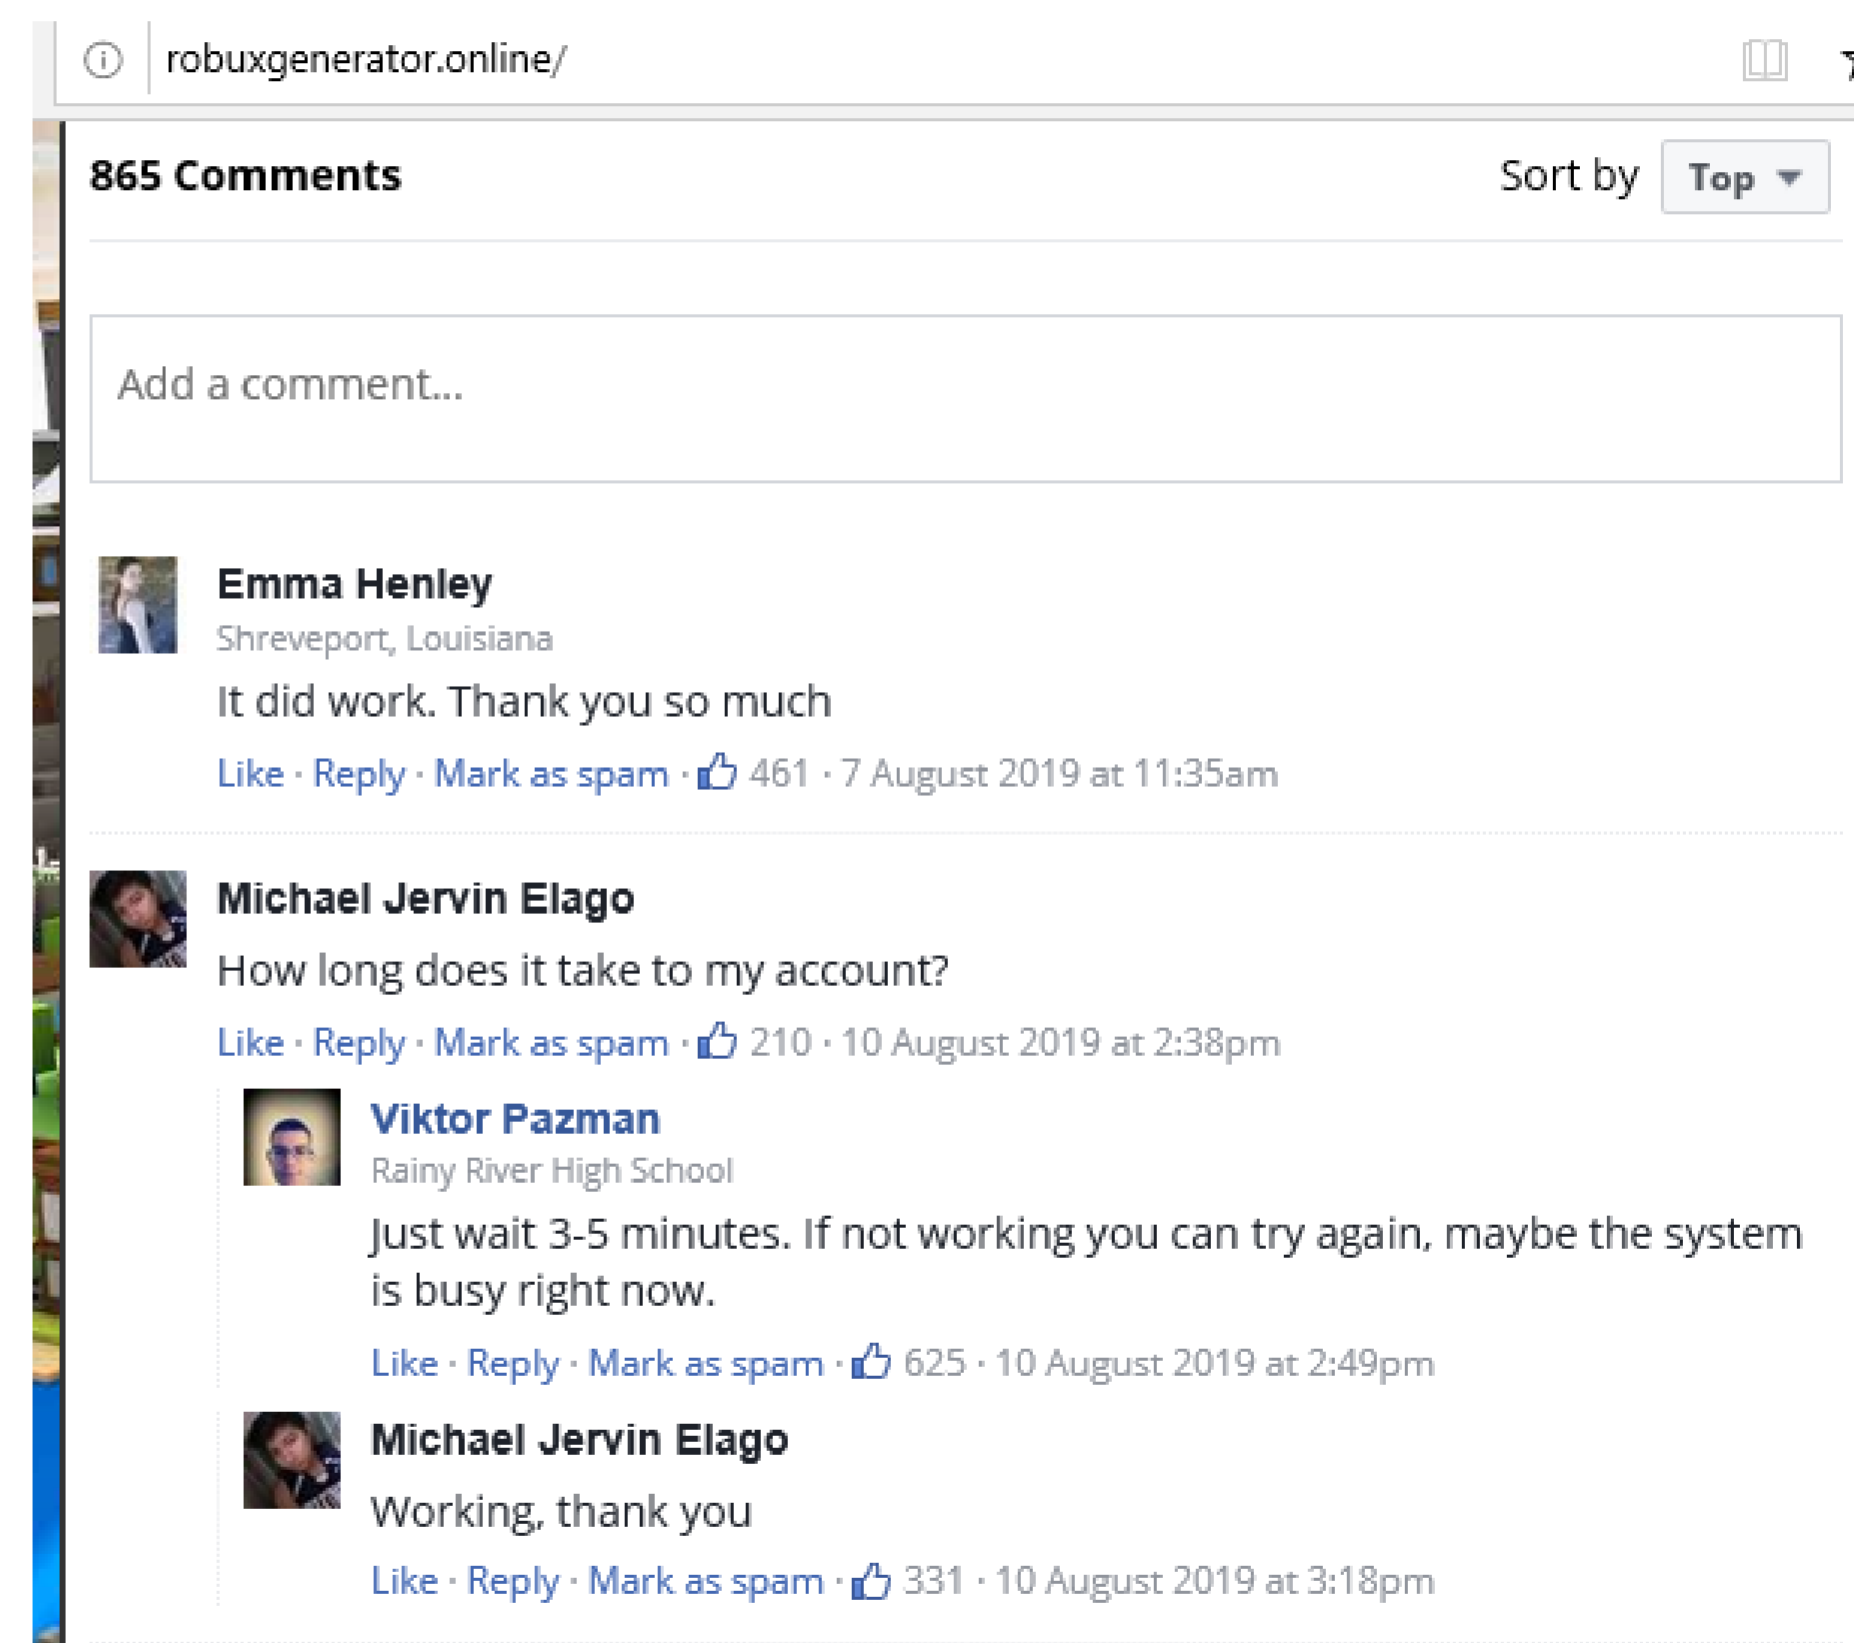 robuxgenerator.online/
865 Comments
Sort by Top
Add a comment...
Emma Henley
Shreveport, Louisiana
It did work. Thank you so much
Like · Reply · Mark as spam · 461 · 7 August 2019 at 11:35am
Michael Jervin Elago
How long does it take to my account?
Like · Reply · Mark as spam · 210 · 10 August 2019 at 2:38pm
Viktor Pazman
Rainy River High School
Just wait 3-5 minutes. If not working you can try again, maybe the system
is busy right now.
Like · Reply · Mark as spam · 625 · 10 August 2019 at 2:49pm
Michael Jervin Elago
Working, thank you
Like · Reply · Mark as spam · 331 · 10 August 2019 at 3:18pm